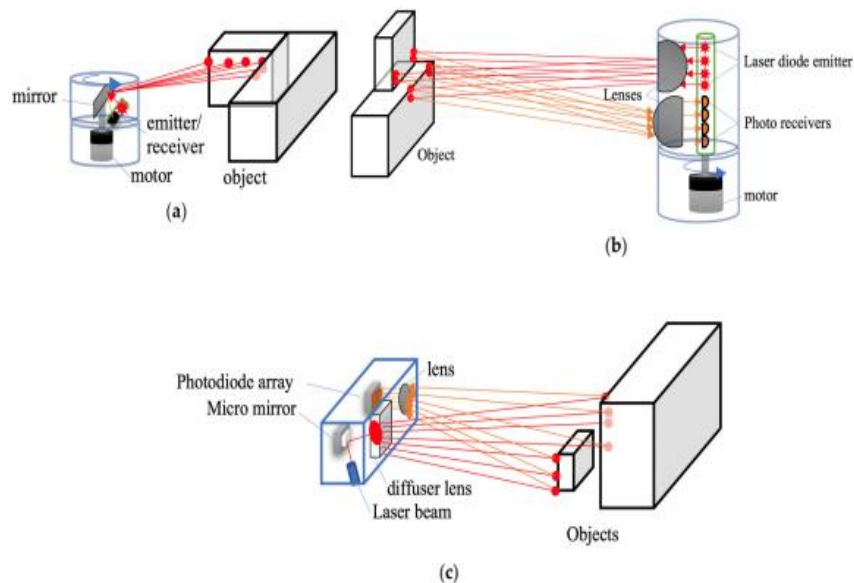 mirror
emitter/
receiver
motor
object
(a)
Object
Lenses
Laser diode emitter
Photo receivers
motor
(b)
Photodiode array
Micro mirror
lens
diffuser lens
Laser beam
Objects
(c)